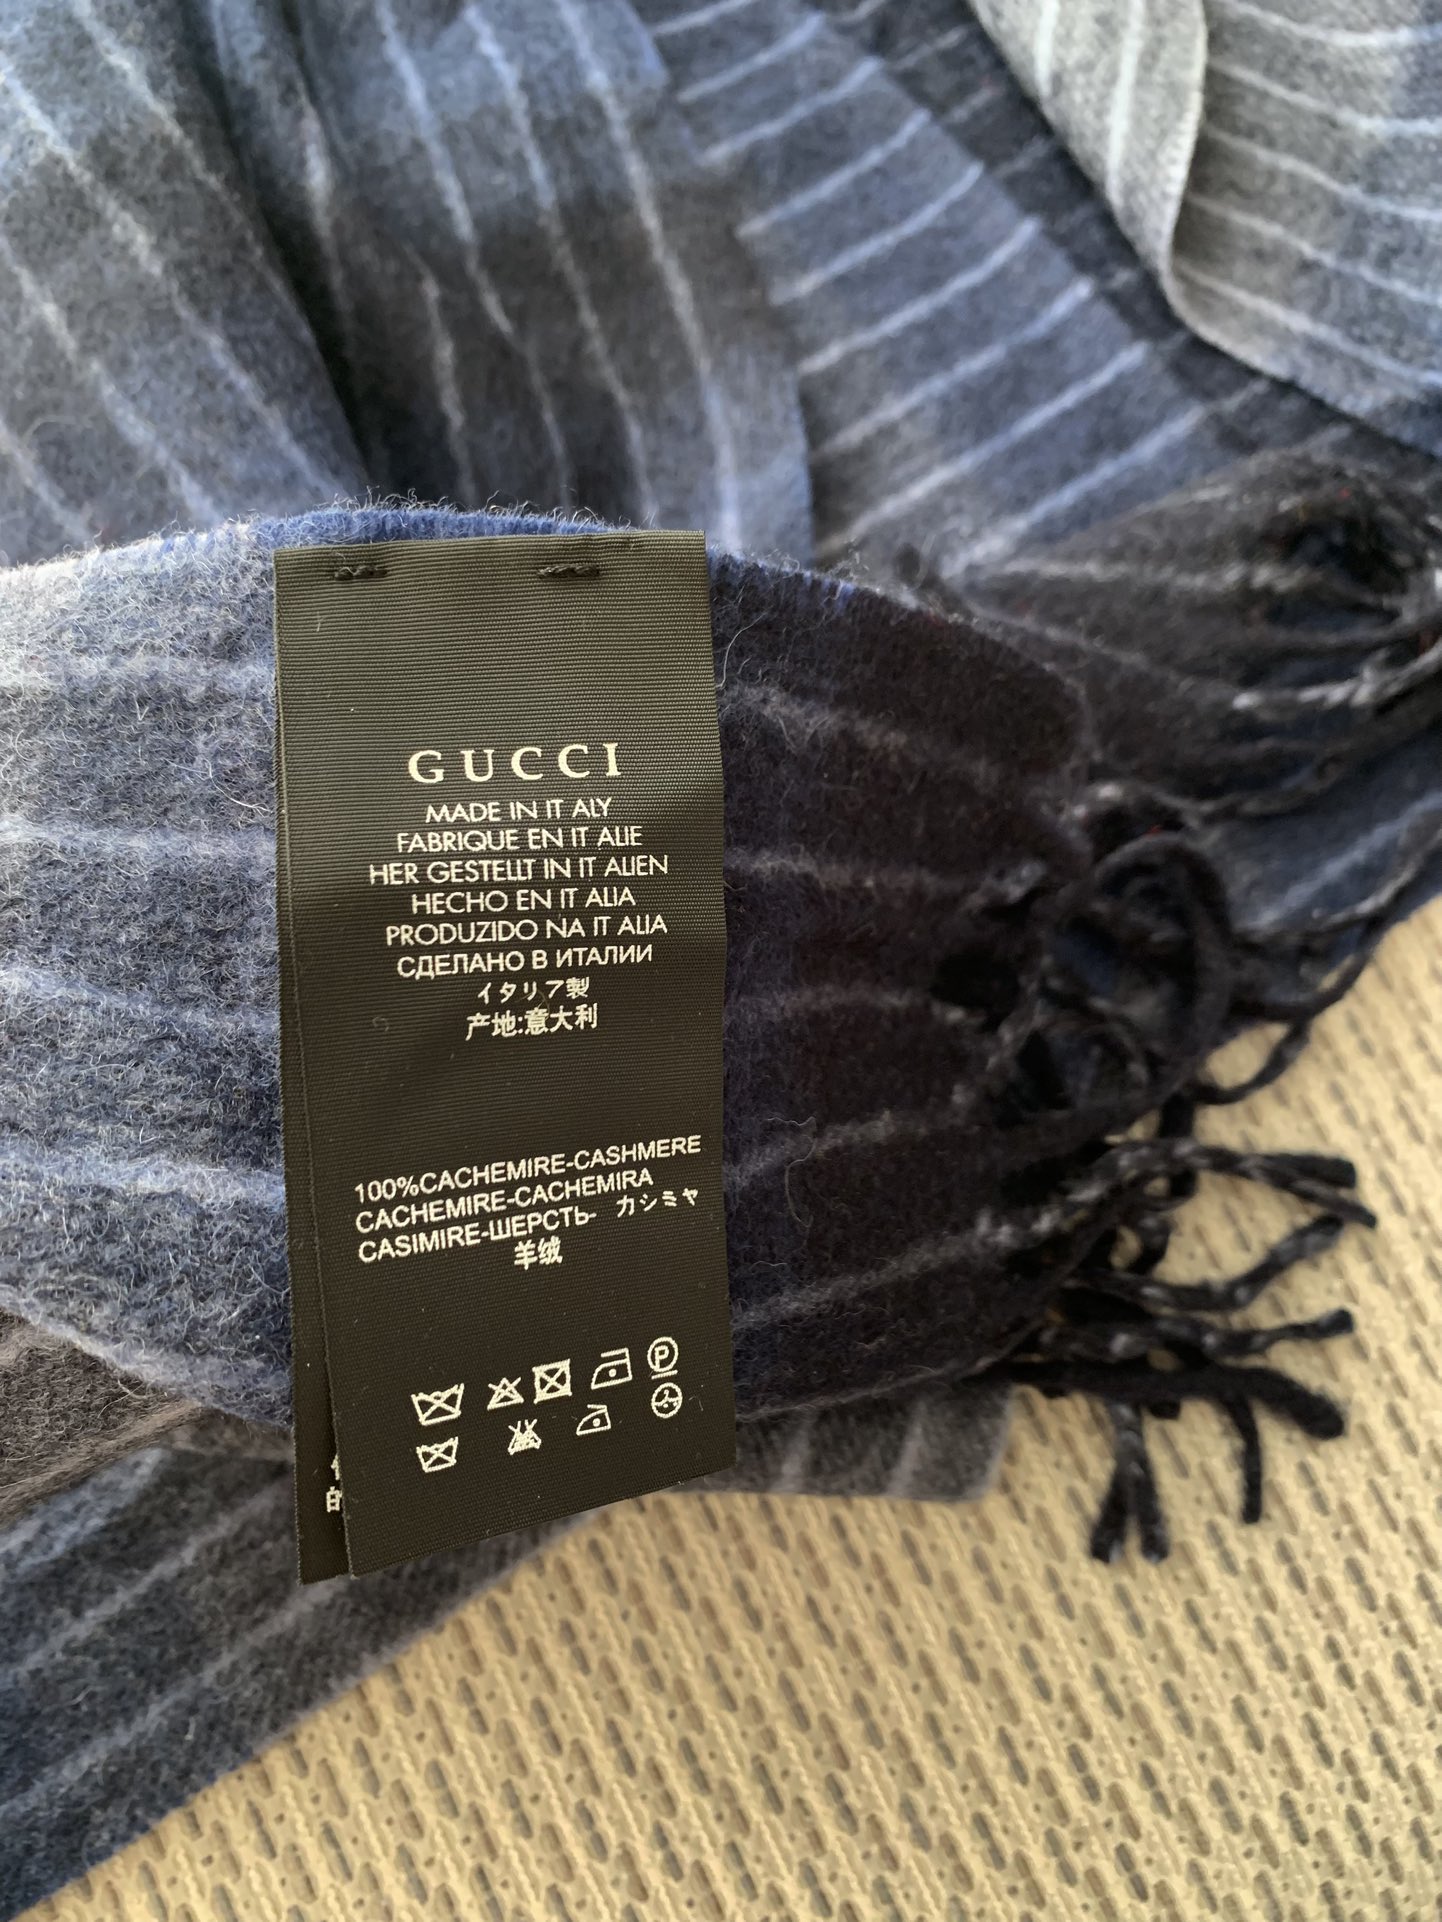 GUCCI
MADE IN IT ALY
FABRIQUE EN IT ALIE
HER GESTELLT IN IT ALIEN
HECHO EN IT ALIA
PRODUZIDO NA IT ALIA
СДЕЛАНО В ИТАЛИИ
イタリア製
产地:意大利
100%CACHEMIRE-CASHMERE
CACHEMIRE-CACHEMIRA
CASIMIRE-ШЕРСТЬ- カシミヤ
羊绒
P
的